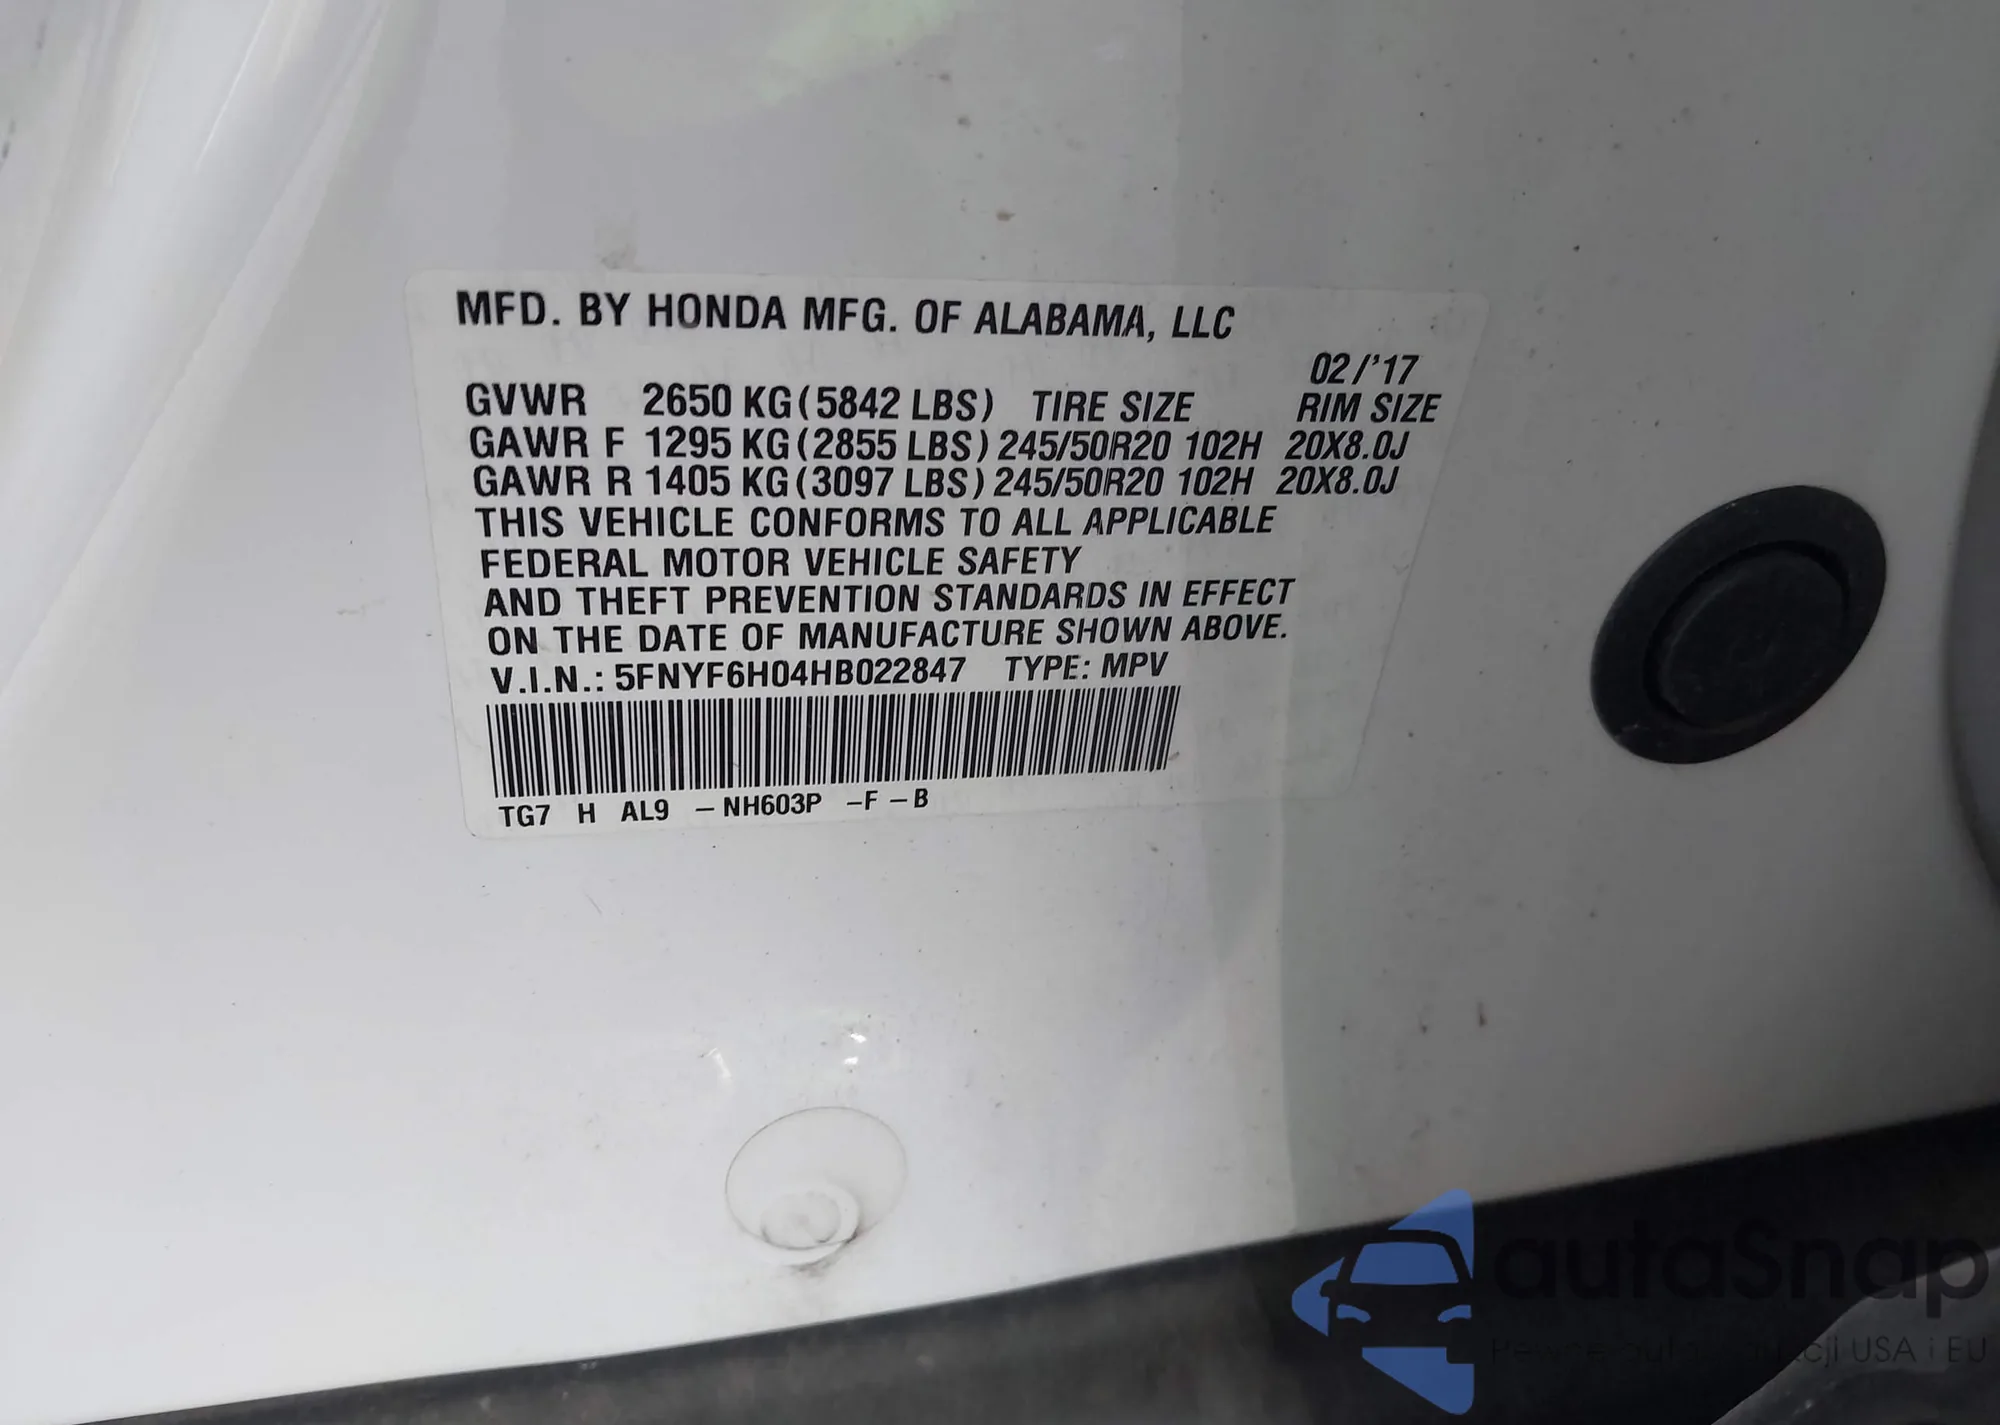 MFD. BY HONDA MFG. OF ALABAMA, LLC
02/'17
GVWR 2650 KG(5842 LBS) TIRE SIZE RIM SIZE
GAWR F 1295 KG(2855 LBS) 245/50R20 102H 20X8.0J
GAWR R 1405 KG(3097 LBS) 245/50R20 102H 20X8.0J
THIS VEHICLE CONFORMS TO ALL APPLICABLE
FEDERAL MOTOR VEHICLE SAFETY
AND THEFT PREVENTION STANDARDS IN EFFECT
ON THE DATE OF MANUFACTURE SHOWN ABOVE.
V.I.N.: 5FNYF6H04HB022847 TYPE: MPV
TG7 H AL9 –NH603P –F –B
autaSnap
USA i EU